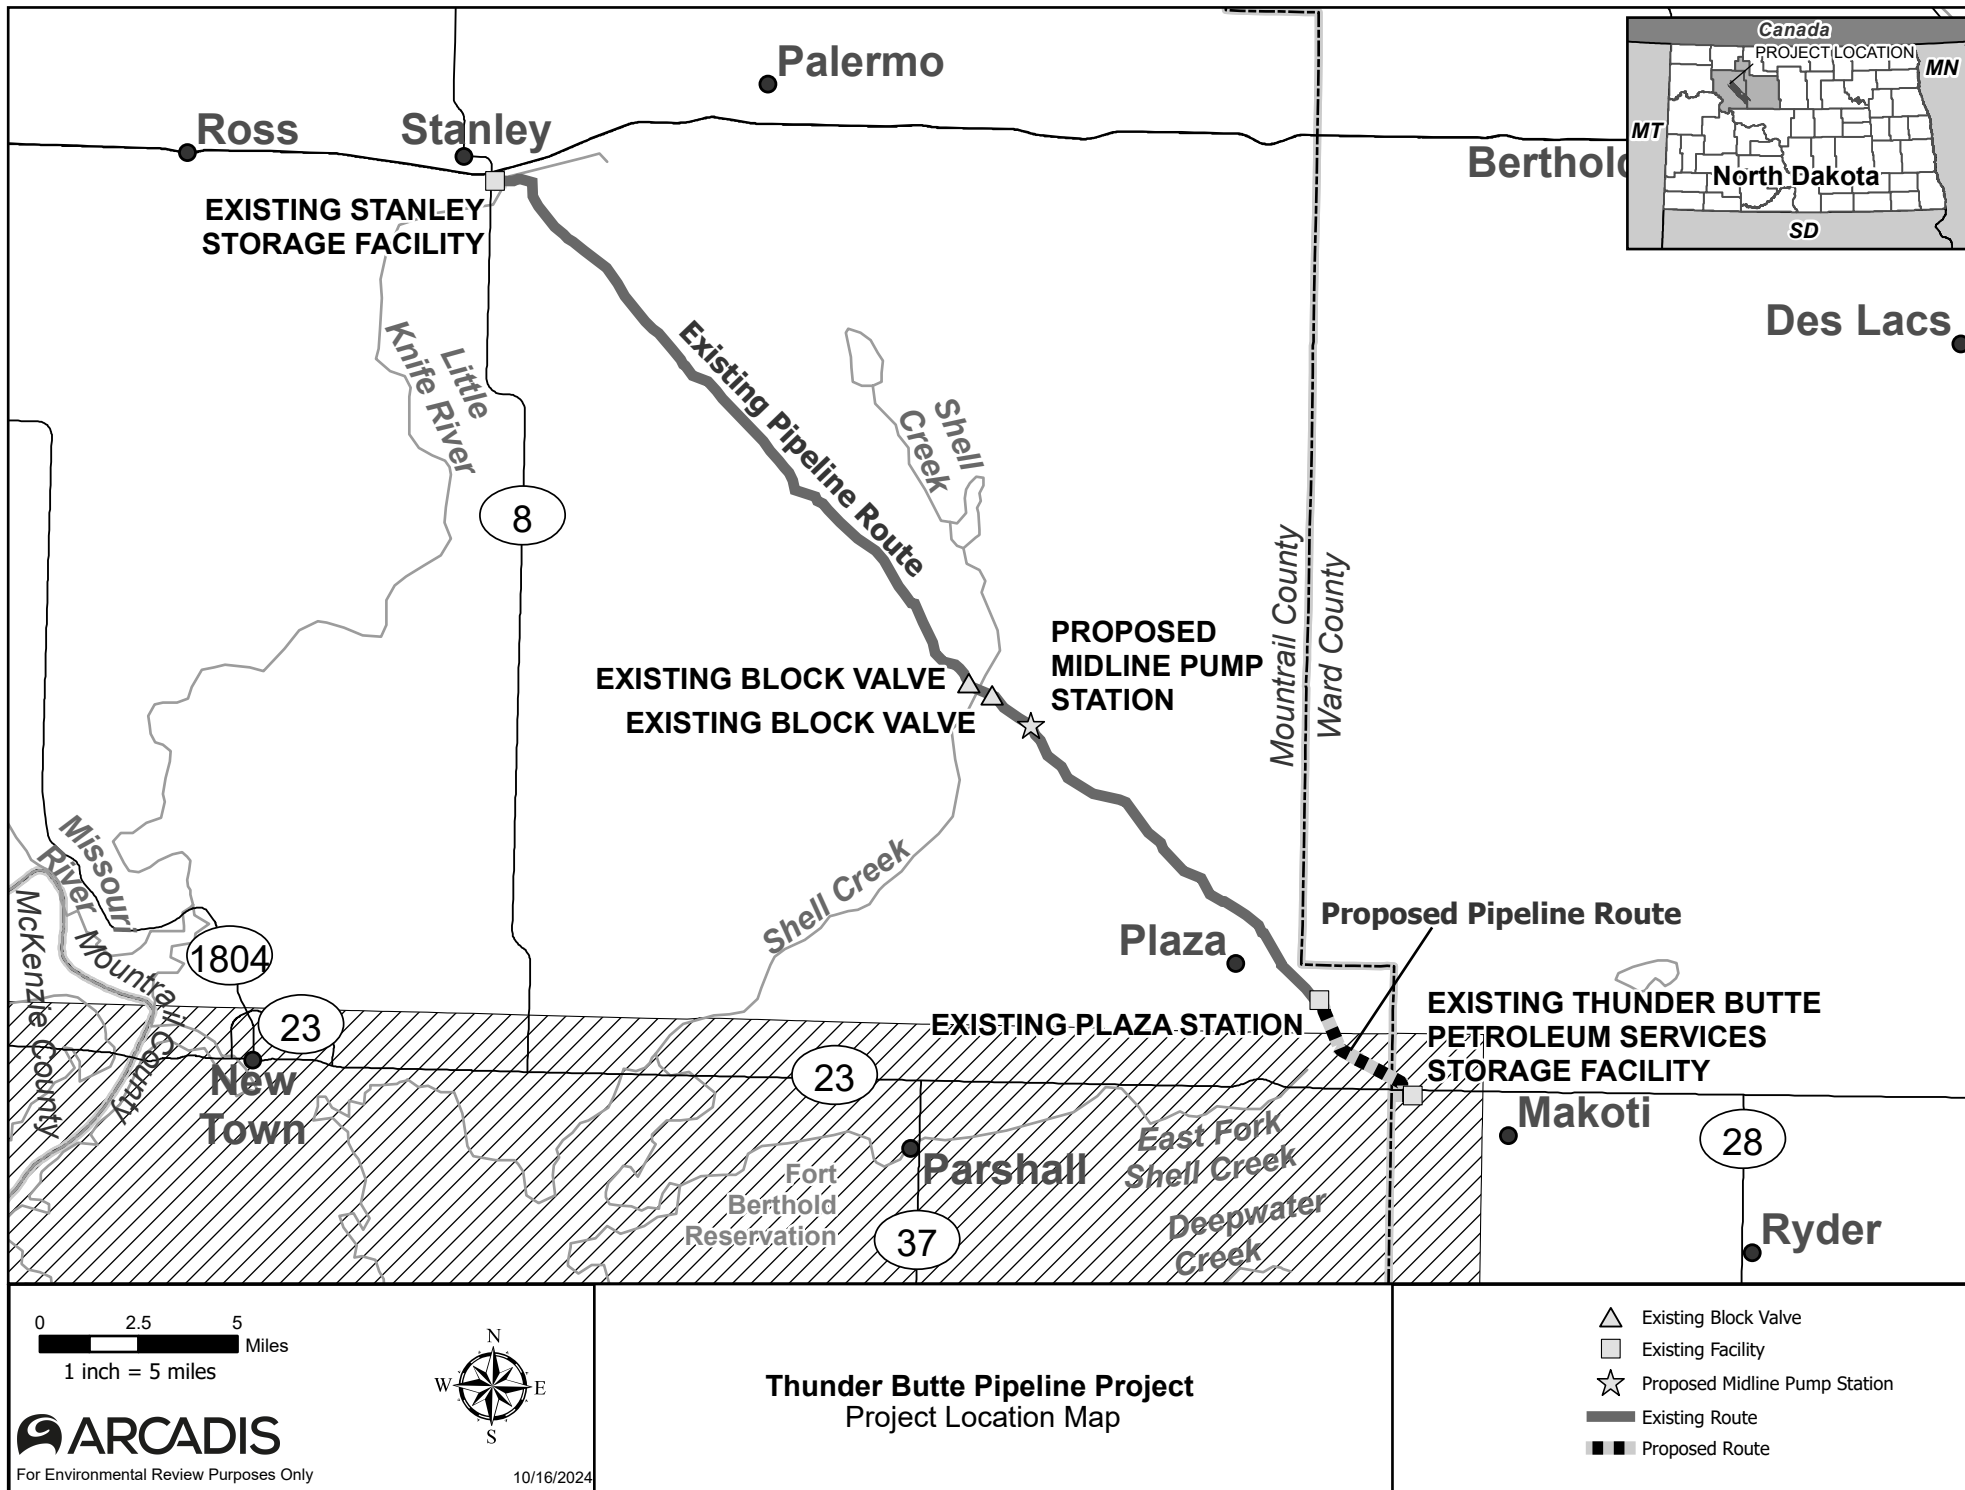 Canada
PROJECT LOCATION
MN
MT
North Dakota
SD
Palermo
Ross
Stanley
Berthold
EXISTING STANLEY
STORAGE FACILITY
Des Lacs
Little
Knife River
Existing Pipeline Route
Shell
Creek
8
Mountrail County
Ward County
PROPOSED
MIDLINE PUMP
STATION
EXISTING BLOCK VALVE
EXISTING BLOCK VALVE
Missouri
River
McKenzie County
Mountrail County
Shell Creek
1804
Plaza
Proposed Pipeline Route
23
EXISTING PLAZA STATION
EXISTING THUNDER BUTTE
PETROLEUM SERVICES
STORAGE FACILITY
New
Town
23
Makoti
East Fork
Shell Creek
28
Parshall
Fort
Berthold
Reservation
Deepwater
Creek
37
Ryder
0 2.5 5
Miles
1 inch = 5 miles
N
W E
S
ARCADIS
For Environmental Review Purposes Only
10/16/2024
Thunder Butte Pipeline Project
Project Location Map
Existing Block Valve
Existing Facility
Proposed Midline Pump Station
Existing Route
Proposed Route